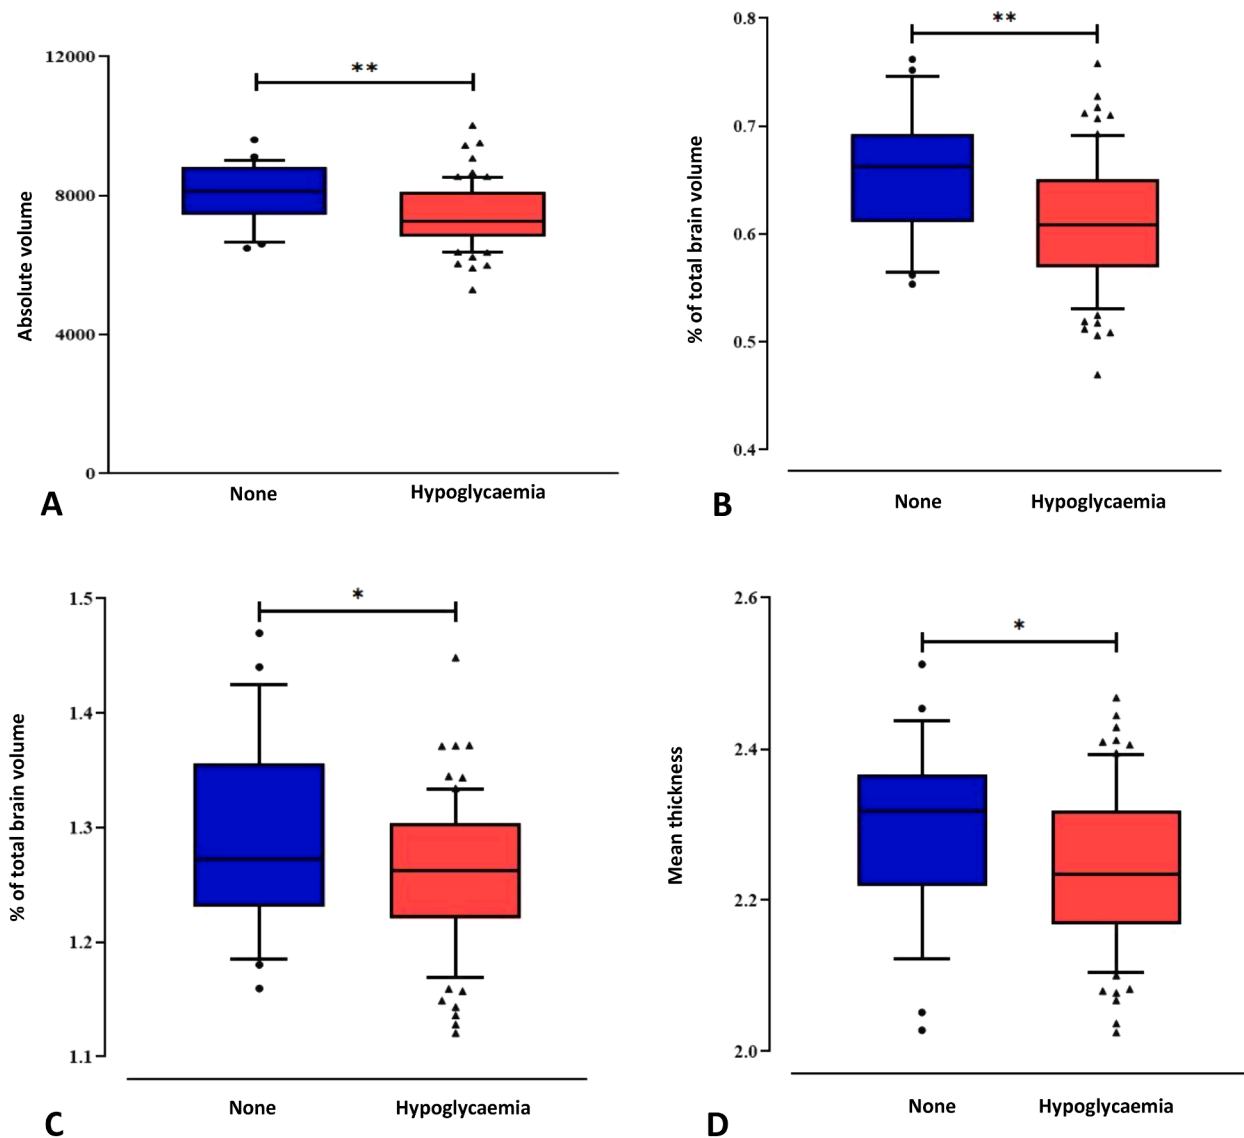 12000
8000
4000
0
Absolute volume
**
None
Hypoglycaemia
A
0.8
0.7
0.6
0.5
0.4
% of total brain volume
**
None
Hypoglycaemia
B
1.5
1.4
1.3
1.2
1.1
% of total brain volume
*
None
Hypoglycaemia
C
2.6
2.4
2.2
2.0
Mean thickness
*
None
Hypoglycaemia
D